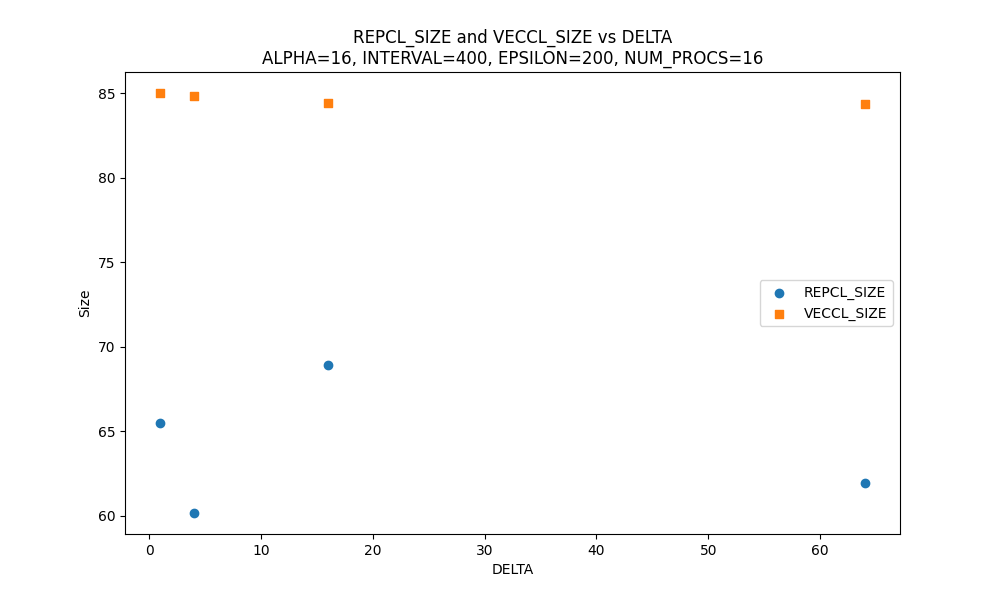 REPCL_SIZE and VECCL_SIZE vs DELTA
ALPHA=16, INTERVAL=400, EPSILON=200, NUM_PROCS=16
85
80
75
70
65
60
Size
REPCL_SIZE
VECCL_SIZE
0 10 20 30 40 50 60
DELTA